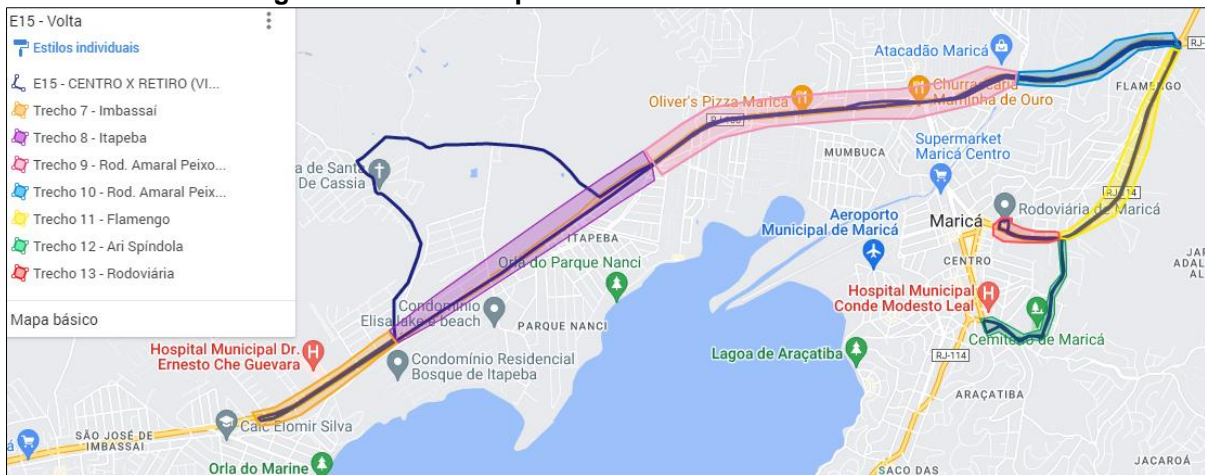 E15 - Volta
Estilos individuais
E15 - CENTRO X RETIRO (VI...
Trecho 7 - Imbassaí
Trecho 8 - Itapeba
Trecho 9 - Rod. Amaral Peixo...
Trecho 10 - Rod. Amaral Peix...
Trecho 11 - Flamengo
Trecho 12 - Ari Spíndola
Trecho 13 - Rodoviária
Mapa básico
Atacadão Maricá
FLAMENGO
Oliver's Pizza Maricá
Churrascaria
Maminha de Ouro
Supermarket
Maricá Centro
MUMBUCA
a de Santa
De Cassia
RJ-114
Rodoviária de Maricá
Maricá
Aeroporto
Municipal de Maricá
ITAPEBA
CENTRO
Orla do Parque Nanci
Hospital Municipal
Conde Modesto Leal
Condomínio
Elisa lake e beach
PARQUE NANCI
Cemitério de Maricá
Hospital Municipal Dr.
Ernesto Che Guevara
Condomínio Residencial
Bosque de Itapeba
Lagoa de Araçatiba
RJ-114
ARAÇATIBA
Caic Elomir Silva
SÃO JOSÉ DE
IMBASSAI
Orla do Marine
SACO DAS
JACAROÁ